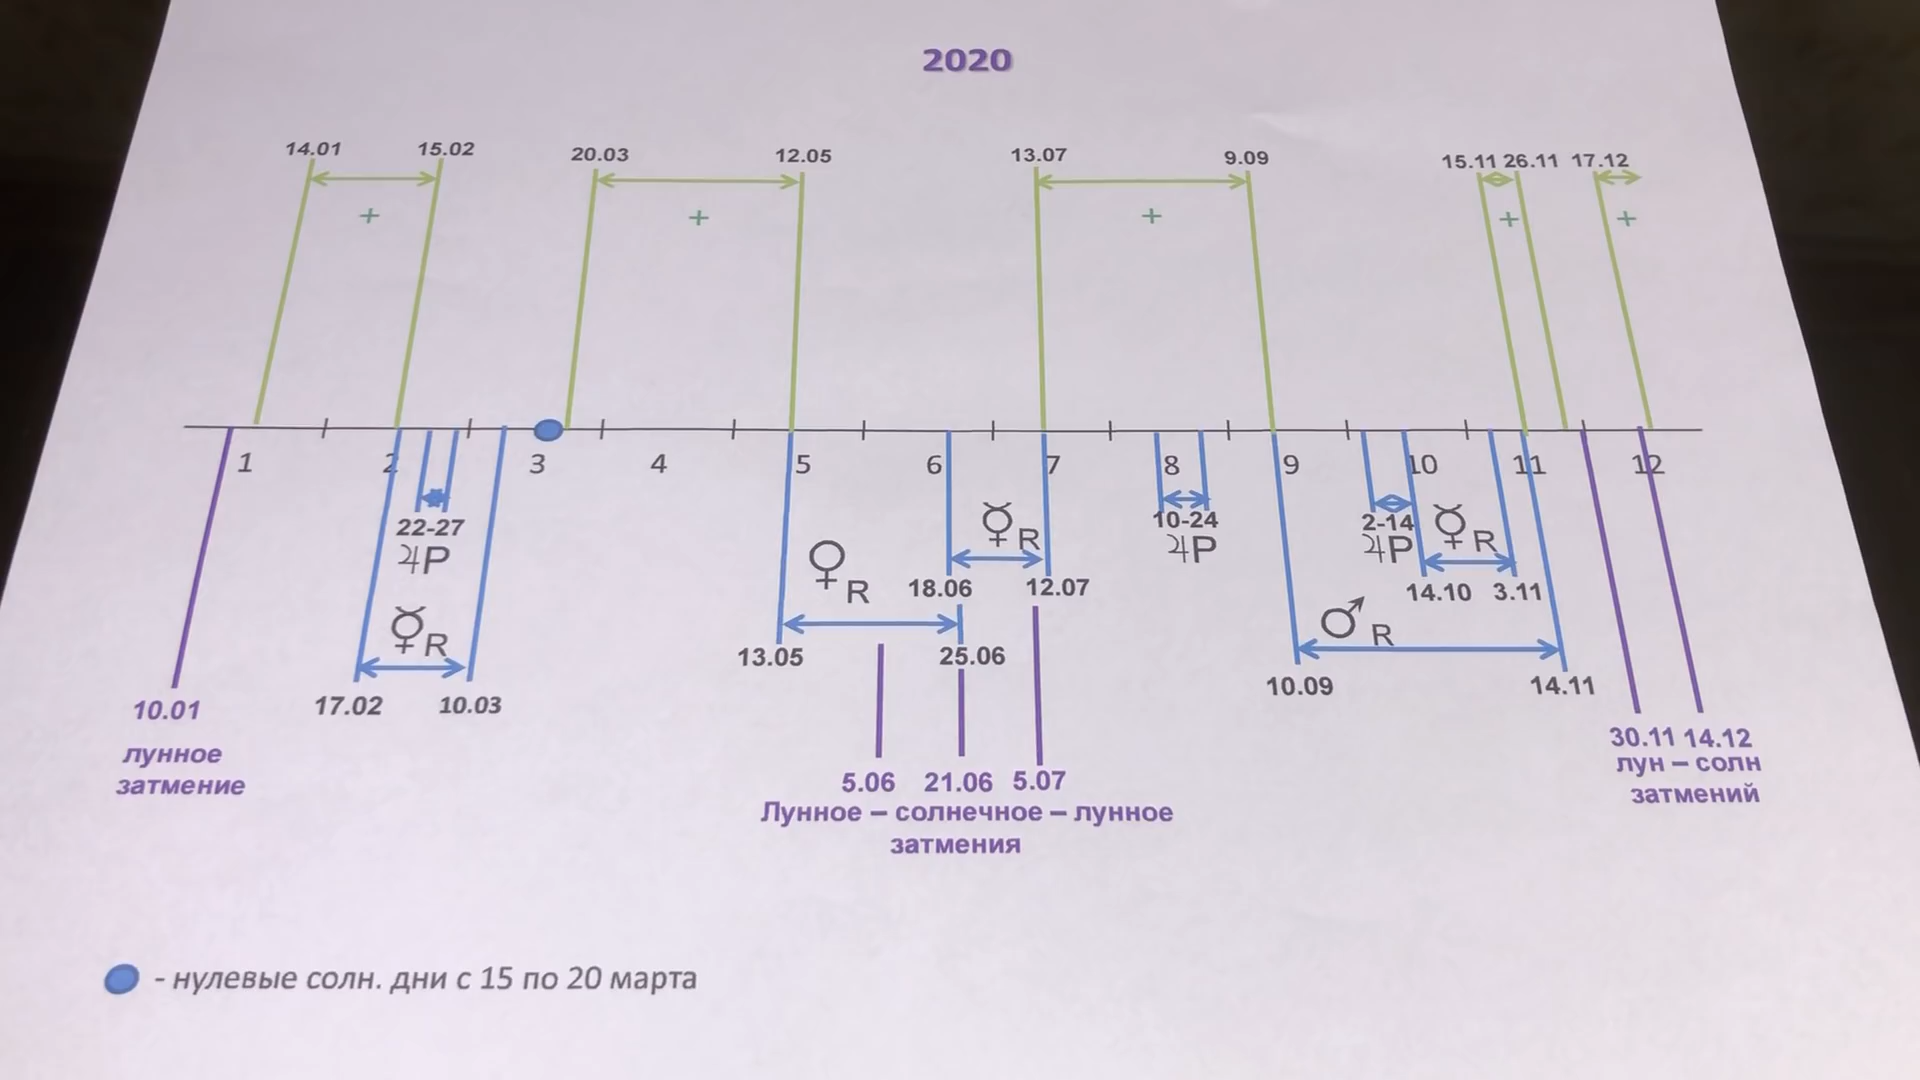 2020
14.01 15.02 20.03 12.05 13.07 9.09 15.11 26.11 17.12
+ + + + +
1 2 3 4 5 6 7 8 9 10 11 12
22-27 10-24 2-14
♃P ♃P ♃P
☿R ♀R ☿R ☿R ♂R
18.06 12.07 14.10 3.11
13.05 25.06 10.09 14.11
17.02 10.03
10.01
лунное
затмение
5.06 21.06 5.07
Лунное – солнечное – лунное
затмения
30.11 14.12
лун – солн
затмений
- нулевые солн. дни с 15 по 20 марта